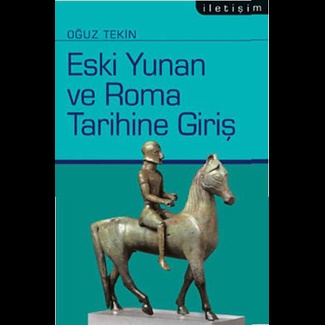 iletişim
OĞUZ TEKİN
Eski Yunan
ve Roma
Tarihine Giriş